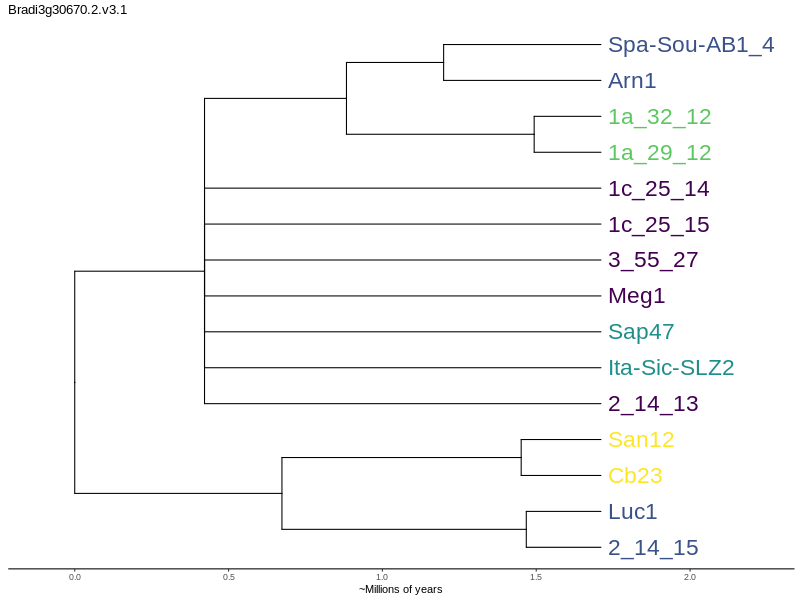 Bradi3g30670.2.v3.1
Spa-Sou-AB1_4
Arn1
1a_32_12
1a_29_12
1c_25_14
1c_25_15
3_55_27
Meg1
Sap47
Ita-Sic-SLZ2
2_14_13
San12
Cb23
Luc1
2_14_15
0.0 0.5 1.0 1.5 2.0
~Millions of years